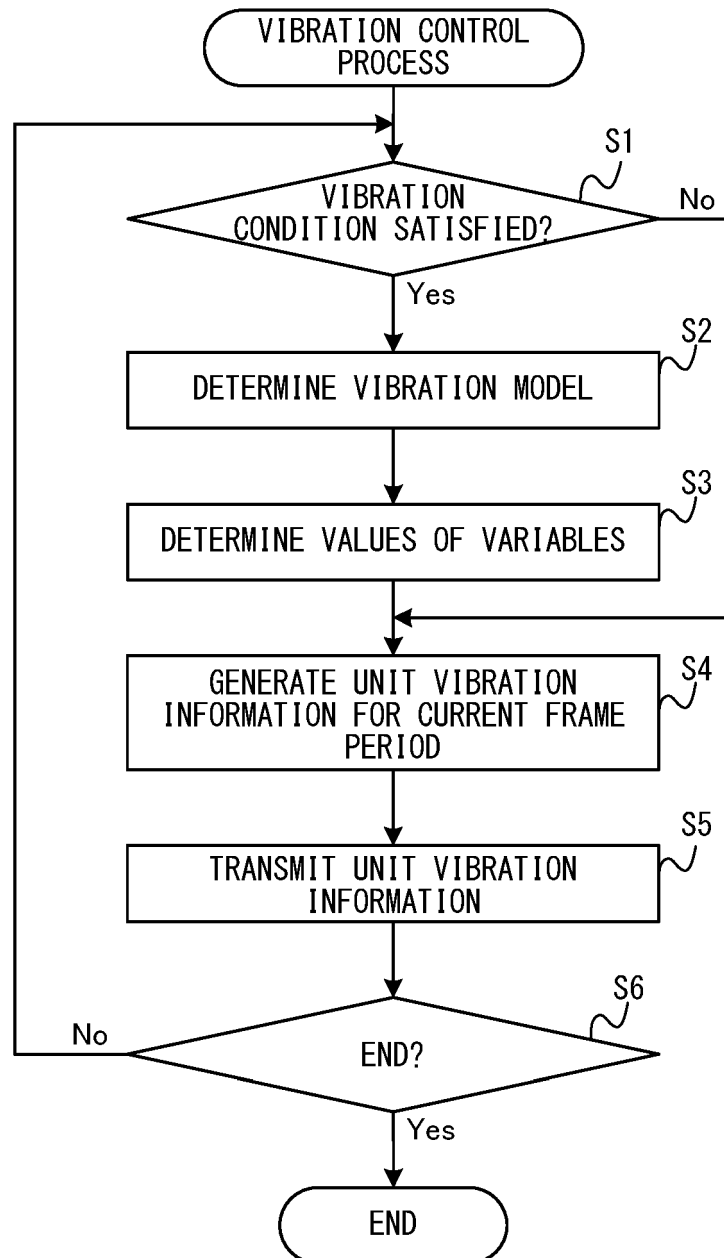 VIBRATION CONTROL
PROCESS
S1
VIBRATION
CONDITION SATISFIED?
No
Yes
S2
DETERMINE VIBRATION MODEL
S3
DETERMINE VALUES OF VARIABLES
S4
GENERATE UNIT VIBRATION
INFORMATION FOR CURRENT FRAME
PERIOD
S5
TRANSMIT UNIT VIBRATION
INFORMATION
S6
No
END?
Yes
END